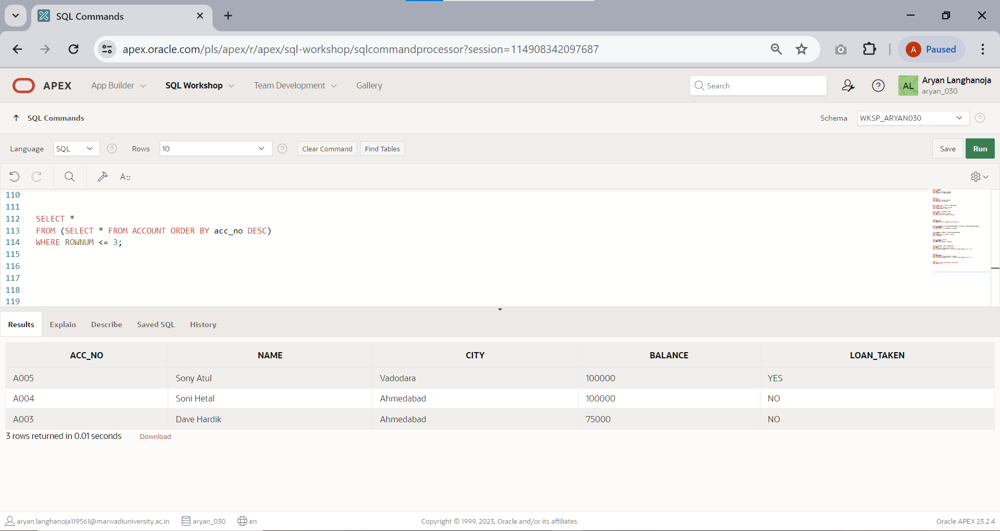 SQL Commands
apex.oracle.com/pls/apex/r/apex/sql-workshop/sqlcommandprocessor?session=114908342097687
A Paused
APEX App Builder SQL Workshop Team Development Gallery Search AL Aryan Langhanoja
aryan_030
SQL Commands Schema WKSP_ARYAN030
Language SQL Rows 10 Clear Command Find Tables Save Run
A
110
111
112 SELECT *
113 FROM (SELECT * FROM ACCOUNT ORDER BY acc_no DESC)
114 WHERE ROWNUM <= 3;
115
116
117
118
119
Results Explain Describe Saved SQL History
ACC_NO NAME CITY BALANCE LOAN_TAKEN
A005 Sony Atul Vadodara 100000 YES
A004 Soni Hetal Ahmedabad 100000 NO
A003 Dave Hardik Ahmedabad 75000 NO
3 rows returned in 0.01 seconds Download
aryan.langhanoja119561@marwadiuniversity.ac.in aryan_030 en Copyright © 1999, 2023, Oracle and/or its affiliates. Oracle APEX 23.2.4